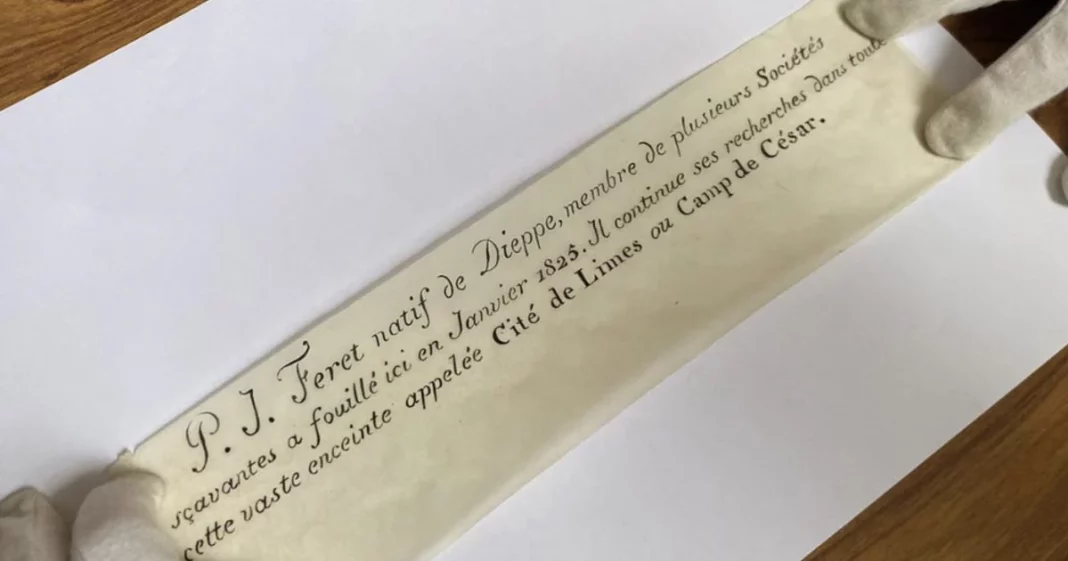 P. J. Feret natif de Dieppe, membre de plusieurs Sociétés
sçavantes a fouillé ici en Janvier 1825. Il continue ses recherches dans toute
cette vaste enceinte appelée Cité de Limes ou Camp de César.